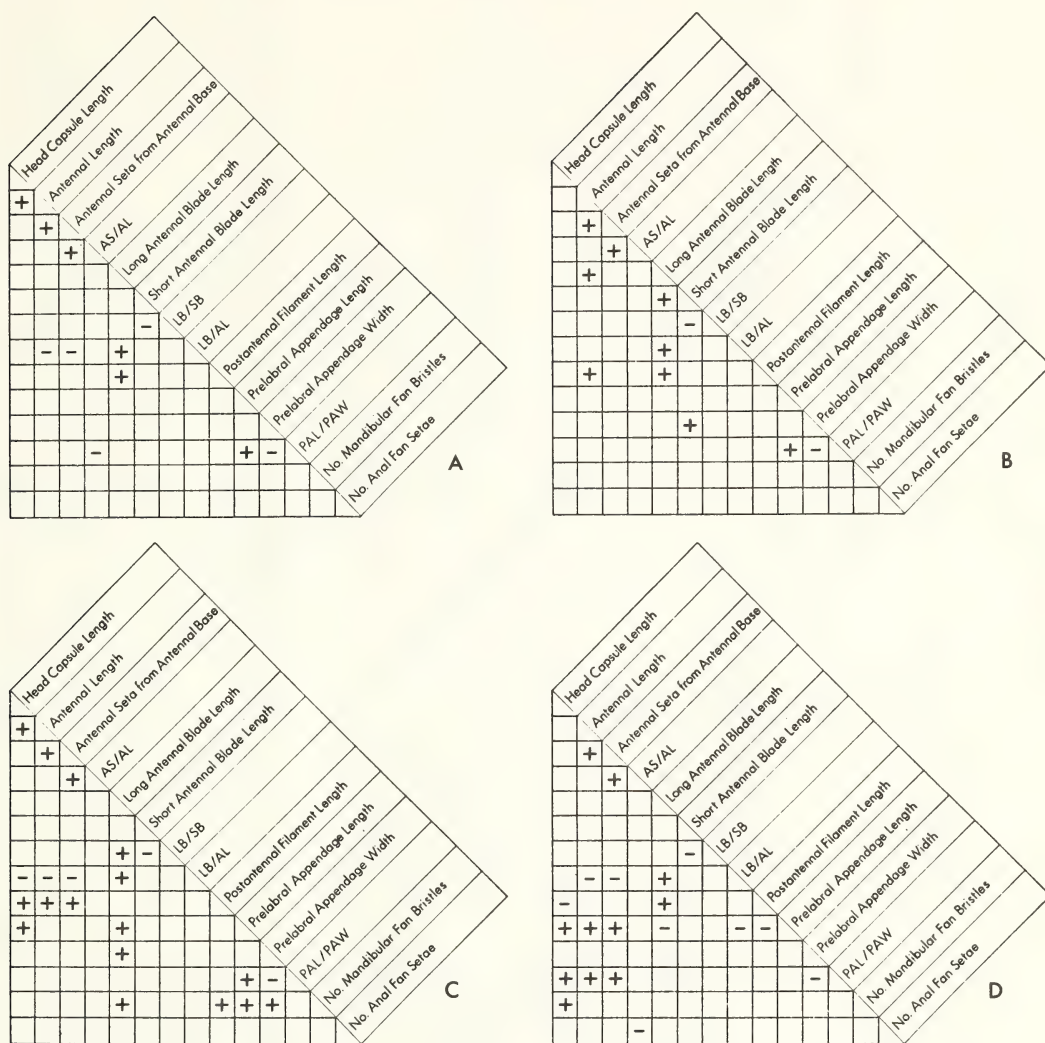 Head Capsule Length
Antennal Length
Antennal Seta from Antennal Base
AS/AL
Long Antennal Blade Length
Short Antennal Blade Length
LB/SB
LB/AL
Postantennal Filament Length
Prelabral Appendage Length
Prelabral Appendage Width
PAL/PAW
No. Mandibular Fan Bristles
No. Anal Fan Setae
+
+
+
-
- - +
+
- + -
A
Head Capsule Length
Antennal Length
Antennal Seta from Antennal Base
AS/AL
Long Antennal Blade Length
Short Antennal Blade Length
LB/SB
LB/AL
Postantennal Filament Length
Prelabral Appendage Length
Prelabral Appendage Width
PAL/PAW
No. Mandibular Fan Bristles
No. Anal Fan Setae
+
+
+
+
-
+
+ +
+
+ -
B
Head Capsule Length
Antennal Length
Antennal Seta from Antennal Base
AS/AL
Long Antennal Blade Length
Short Antennal Blade Length
LB/SB
LB/AL
Postantennal Filament Length
Prelabral Appendage Length
Prelabral Appendage Width
PAL/PAW
No. Mandibular Fan Bristles
No. Anal Fan Setae
+
+
+
+ -
- - - +
+ + +
+ +
+
+ -
+ + + +
C
Head Capsule Length
Antennal Length
Antennal Seta from Antennal Base
AS/AL
Long Antennal Blade Length
Short Antennal Blade Length
LB/SB
LB/AL
Postantennal Filament Length
Prelabral Appendage Length
Prelabral Appendage Width
PAL/PAW
No. Mandibular Fan Bristles
No. Anal Fan Setae
+
+
-
- - +
- +
+ + + - - -
+ + + -
+
-
D